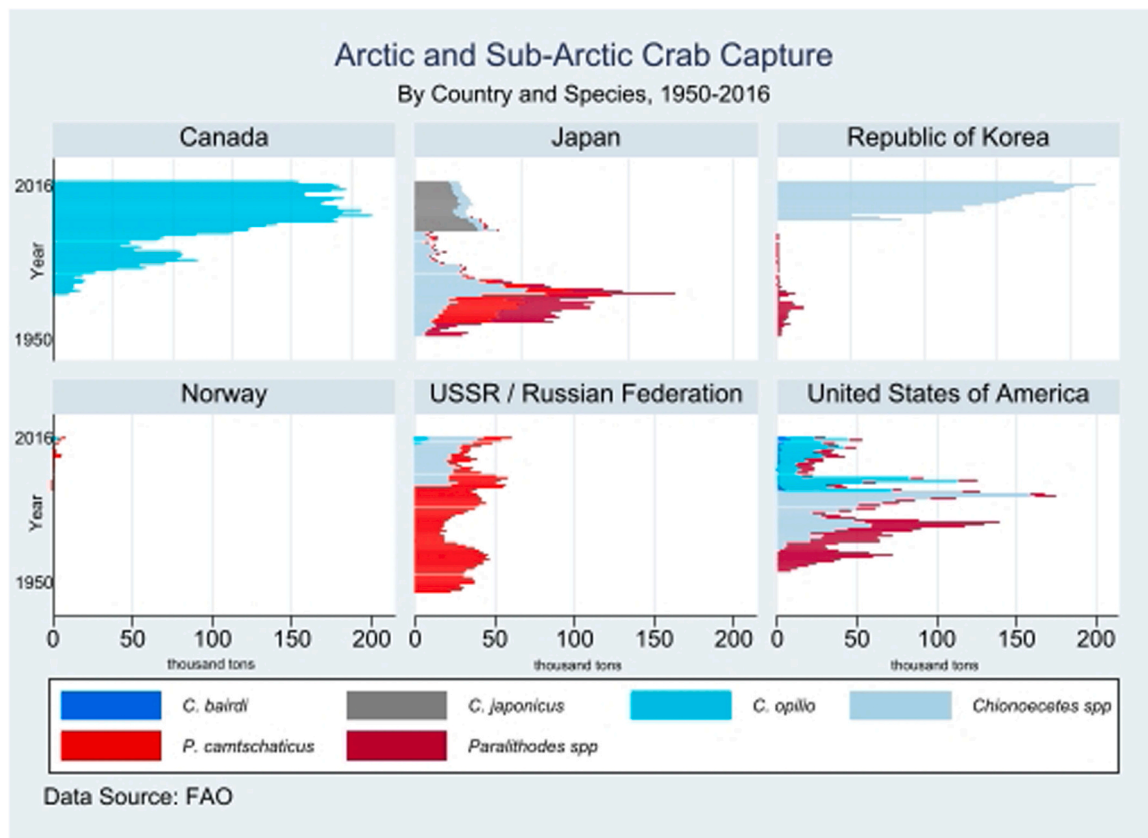 Arctic and Sub-Arctic Crab Capture
By Country and Species, 1950-2016
Canada Japan Republic of Korea
2016
Year
1950
Norway USSR / Russian Federation United States of America
2016
Year
1950
0 50 100 150 200 0 50 100 150 200 0 50 100 150 200
thousand tons thousand tons thousand tons
C. bairdi C. japonicus C. opilio Chionoecetes spp
P. camtschaticus Paralithodes spp
Data Source: FAO